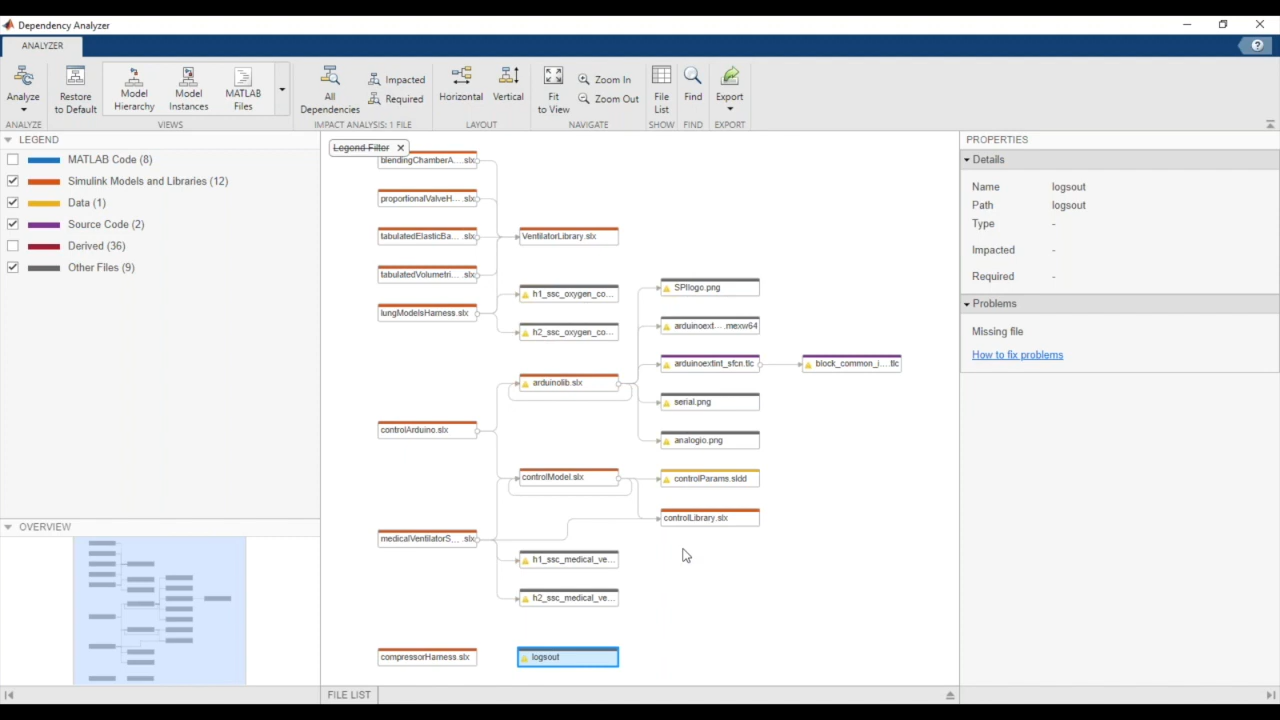 Dependency Analyzer
ANALYZER
Analyze
Restore to Default
Model Hierarchy
Model Instances
MATLAB Files
All Dependencies
Impacted
Required
Horizontal
Vertical
Fit to View
Zoom In
Zoom Out
File List
Find
Export
ANALYZE
VIEWS
IMPACT ANALYSIS: 1 FILE
LAYOUT
NAVIGATE
SHOW
FIND
EXPORT
LEGEND
MATLAB Code (8)
Simulink Models and Libraries (12)
Data (1)
Source Code (2)
Derived (36)
Other Files (9)
OVERVIEW
Legend Filter
blendingChamberA....slx
proportionalValveH... .slx
tabulatedElasticBa... .slx
tabulatedVolumetri... .slx
lungModelsHarness.slx
controlArduino.slx
medicalVentilatorS... .slx
compressorHarness.slx
VentilatorLibrary.slx
h1_ssc_oxygen_co...
h2_ssc_oxygen_co...
arduinolib.slx
controlModel.slx
h1_ssc_medical_ve...
h2_ssc_medical_ve...
logsout
SPIlogo.png
arduinoext... .mexw64
arduinoextint_sfcn.tlc
serial.png
analogio.png
controlParams.sldd
controlLibrary.slx
block_common_i....tlc
FILE LIST
PROPERTIES
Details
Name logsout
Path logsout
Type -
Impacted -
Required -
Problems
Missing file
How to fix problems